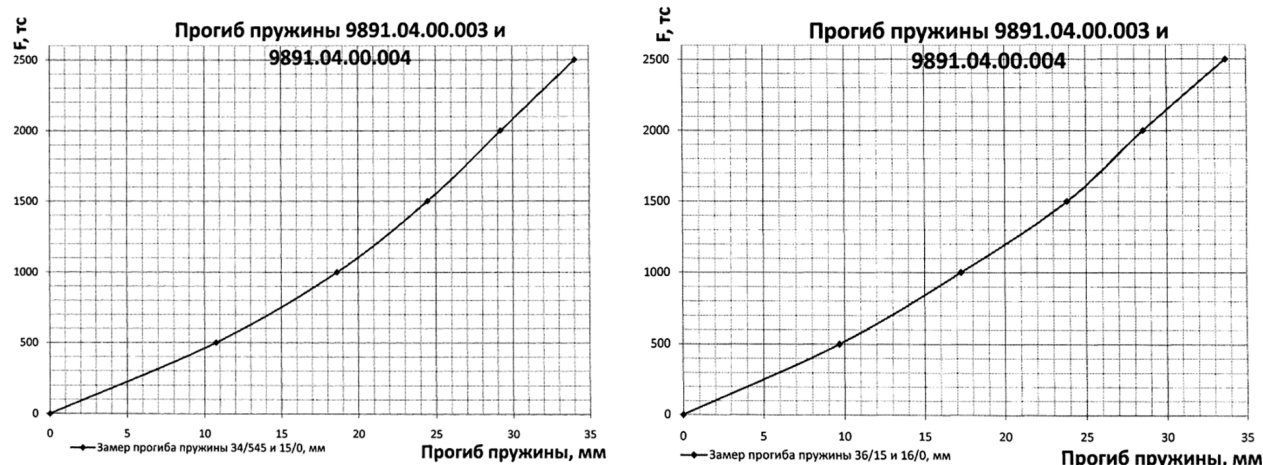 Прогиб пружины 9891.04.00.003 и
9891.04.00.004
F, тс
2500
2000
1500
1000
500
0
0 5 10 15 20 25 30 35
Замер прогиба пружины 34/545 и 15/0, мм
Прогиб пружины, мм
Прогиб пружины 9891.04.00.003 и
9891.04.00.004
F, тс
2500
2000
1500
1000
500
0
0 5 10 15 20 25 30 35
Замер прогиба пружины 36/15 и 16/0, мм
Прогиб пружины, мм